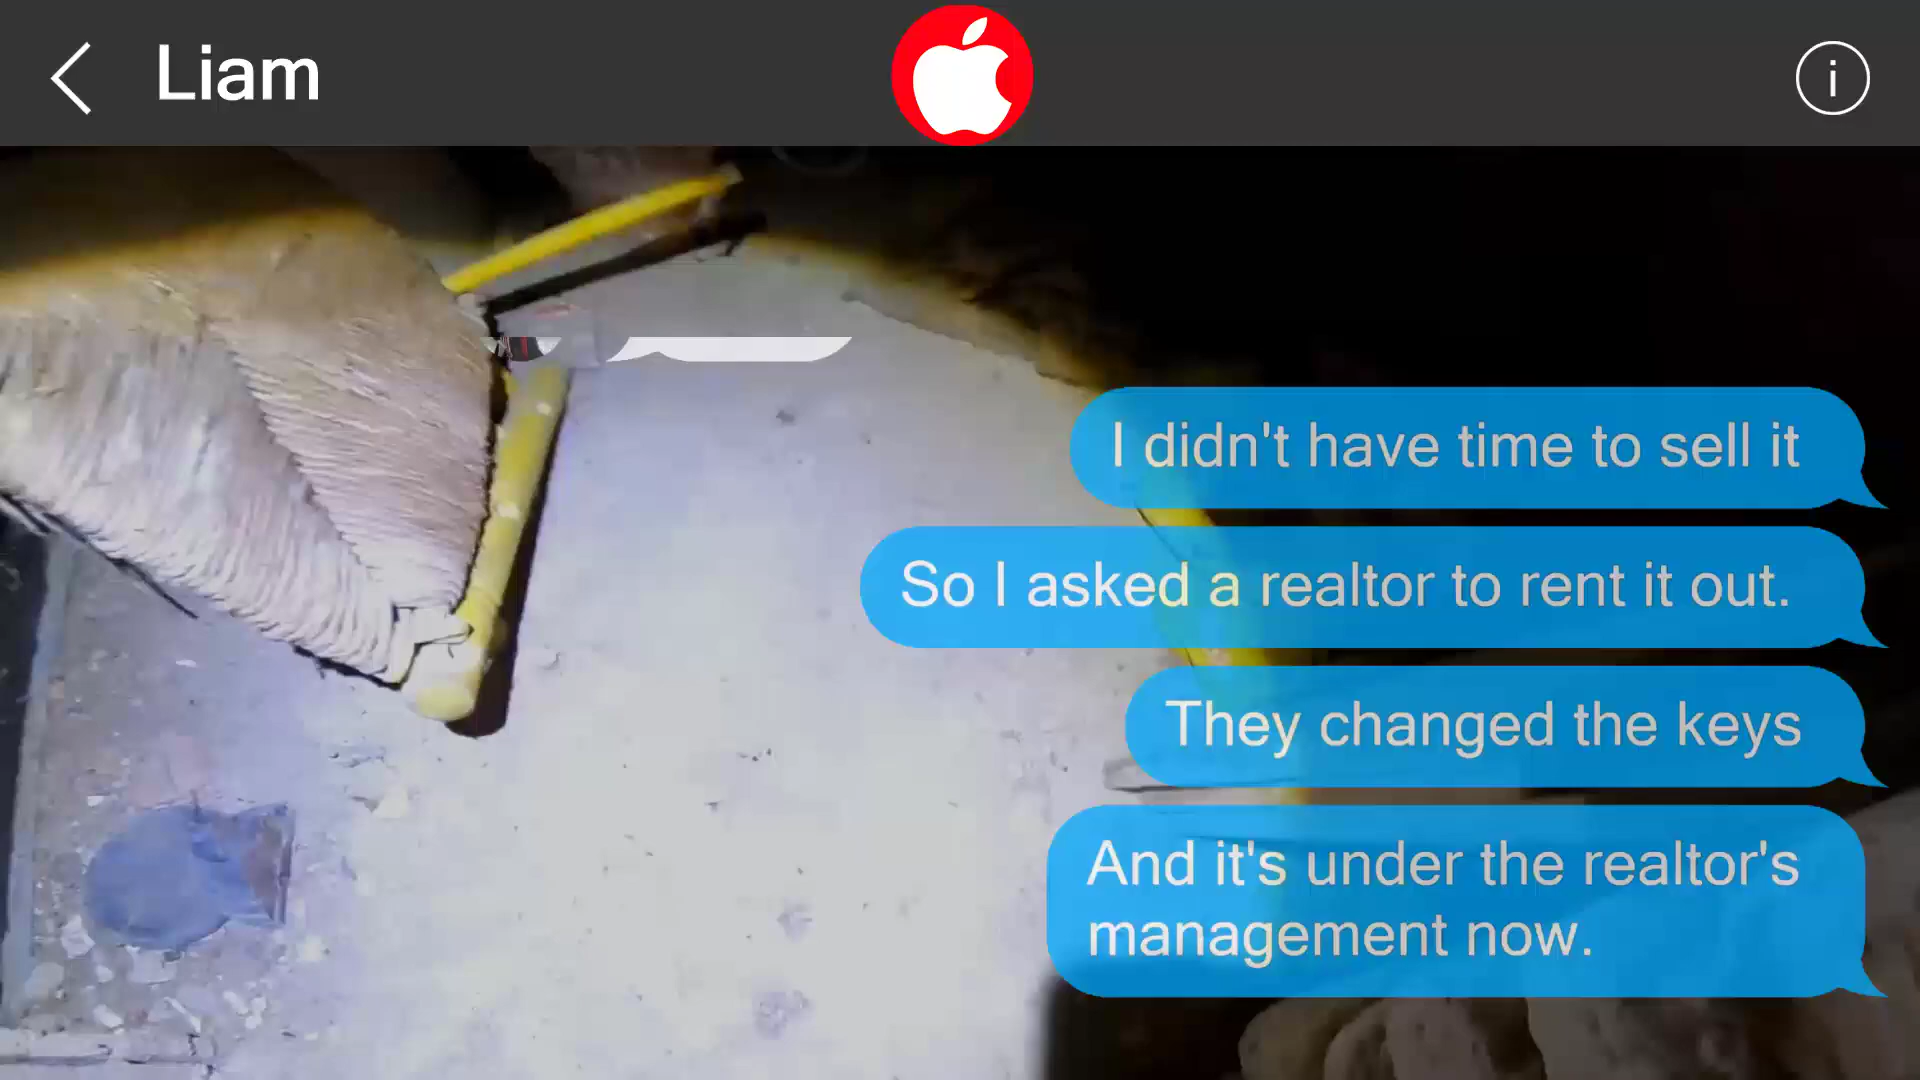 Liam
I didn't have time to sell it
So I asked a realtor to rent it out.
They changed the keys
And it's under the realtor's
management now.